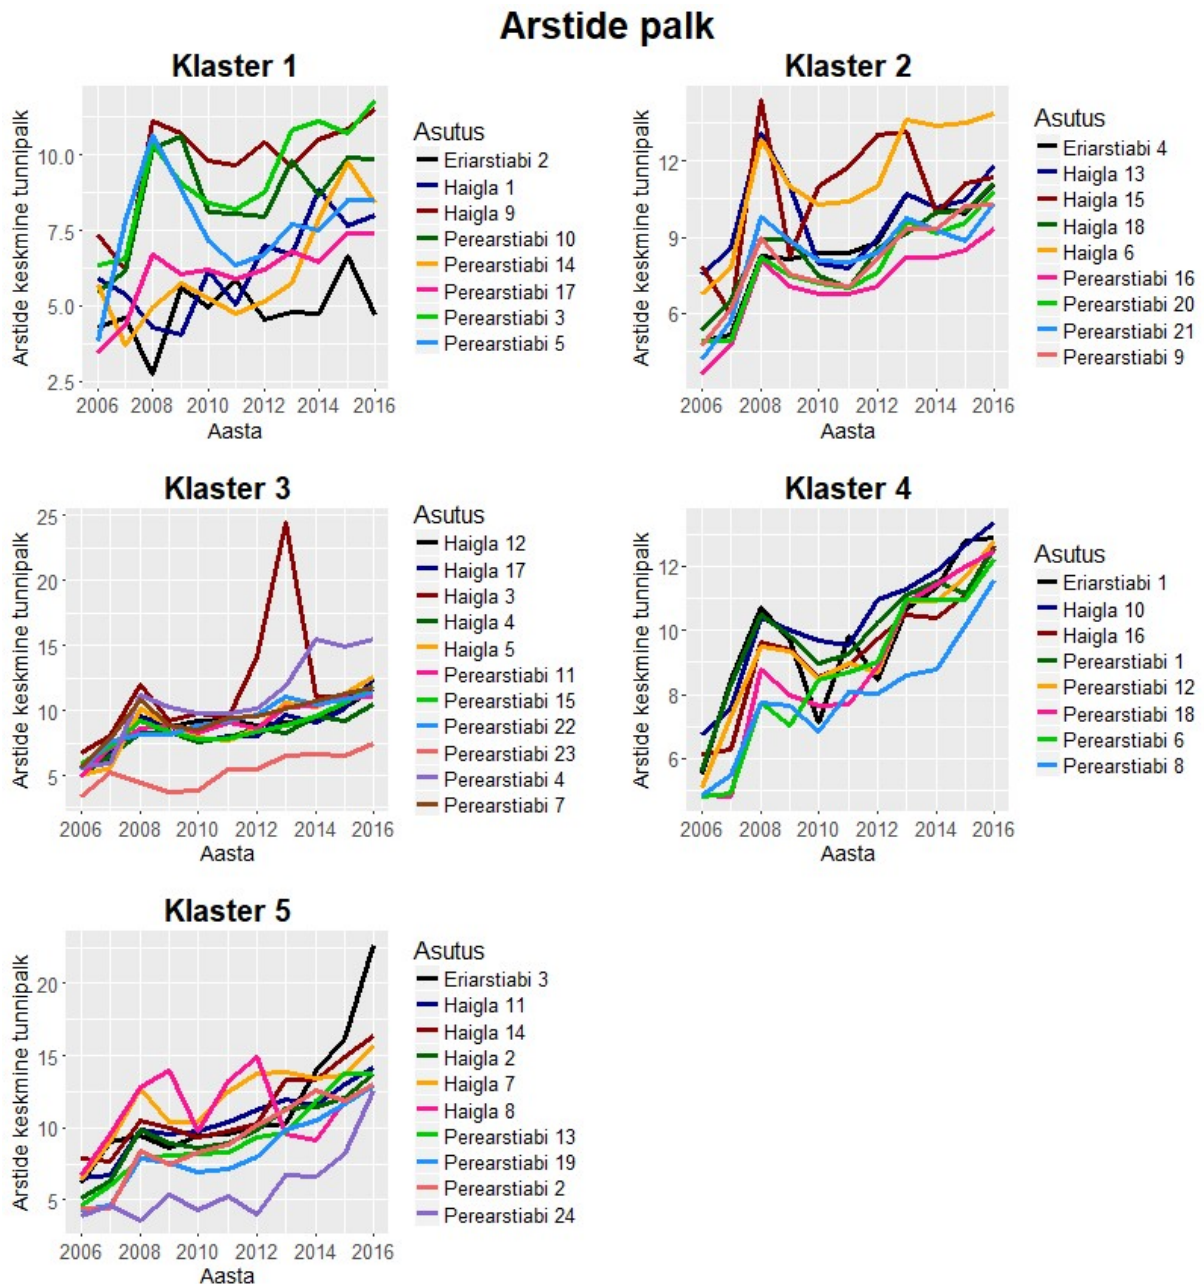 Arstide palk
Klaster 1
Arstide keskmine tunnipalk
10.0
7.5
5.0
2.5
2006 2008 2010 2012 2014 2016
Aasta
Asutus
Eriarstiabi 2
Haigla 1
Haigla 9
Perearstiabi 10
Perearstiabi 14
Perearstiabi 17
Perearstiabi 3
Perearstiabi 5
Klaster 2
Arstide keskmine tunnipalk
12
9
6
2006 2008 2010 2012 2014 2016
Aasta
Asutus
Eriarstiabi 4
Haigla 13
Haigla 15
Haigla 18
Haigla 6
Perearstiabi 16
Perearstiabi 20
Perearstiabi 21
Perearstiabi 9
Klaster 3
Arstide keskmine tunnipalk
25
20
15
10
5
2006 2008 2010 2012 2014 2016
Aasta
Asutus
Haigla 12
Haigla 17
Haigla 3
Haigla 4
Haigla 5
Perearstiabi 11
Perearstiabi 15
Perearstiabi 22
Perearstiabi 23
Perearstiabi 4
Perearstiabi 7
Klaster 4
Arstide keskmine tunnipalk
12
10
8
6
2006 2008 2010 2012 2014 2016
Aasta
Asutus
Eriarstiabi 1
Haigla 10
Haigla 16
Perearstiabi 1
Perearstiabi 12
Perearstiabi 18
Perearstiabi 6
Perearstiabi 8
Klaster 5
Arstide keskmine tunnipalk
20
15
10
5
2006 2008 2010 2012 2014 2016
Aasta
Asutus
Eriarstiabi 3
Haigla 11
Haigla 14
Haigla 2
Haigla 7
Haigla 8
Perearstiabi 13
Perearstiabi 19
Perearstiabi 2
Perearstiabi 24